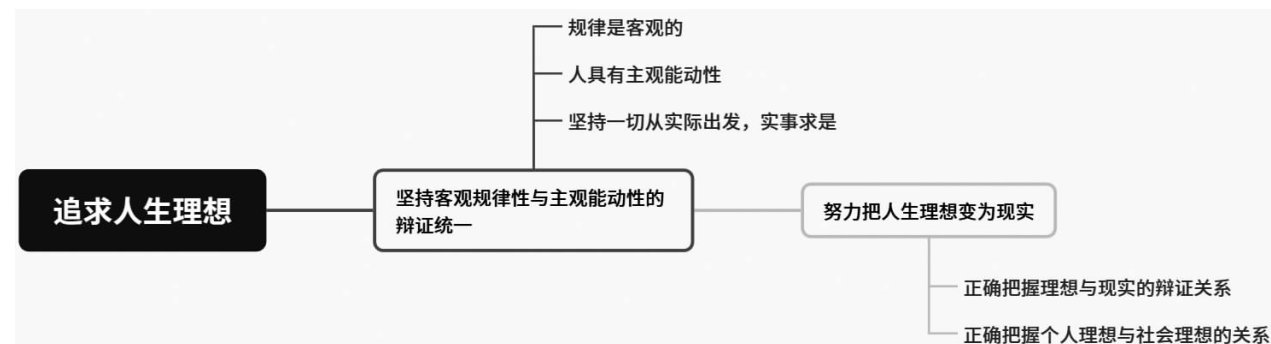 规律是客观的
人具有主观能动性
坚持一切从实际出发，实事求是
追求人生理想
坚持客观规律性与主观能动性的
辩证统一
努力把人生理想变为现实
正确把握理想与现实的辩证关系
正确把握个人理想与社会理想的关系